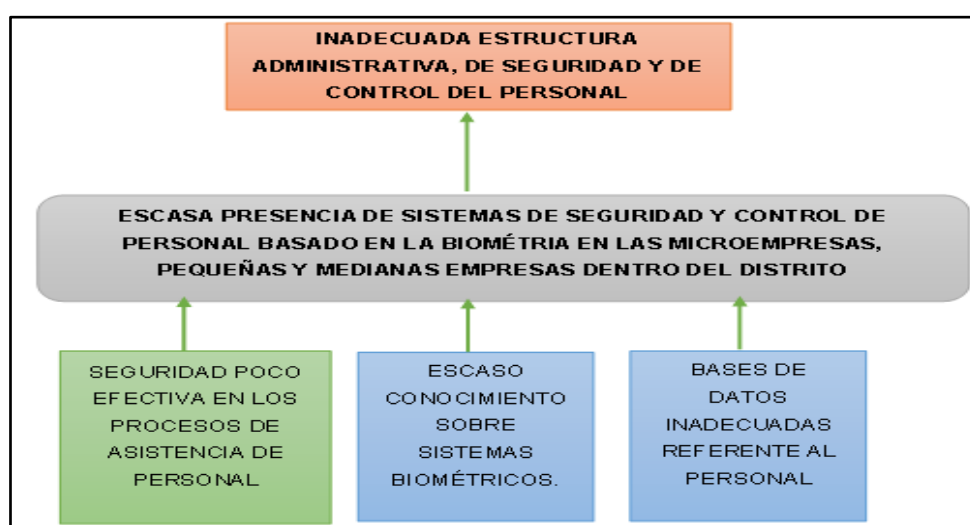 INADECUADA ESTRUCTURA
ADMINISTRATIVA, DE SEGURIDAD Y DE
CONTROL DEL PERSONAL
ESCASA PRESENCIA DE SISTEMAS DE SEGURIDAD Y CONTROL DE
PERSONAL BASADO EN LA BIOMÉTRIA EN LAS MICROEMPRESAS,
PEQUEÑAS Y MEDIANAS EMPRESAS DENTRO DEL DISTRITO
SEGURIDAD POCO
EFECTIVA EN LOS
PROCESOS DE
ASISTENCIA DE
PERSONAL
ESCASO
CONOCIMIENTO
SOBRE
SISTEMAS
BIOMÉTRICOS.
BASES DE
DATOS
INADECUADAS
REFERENTE AL
PERSONAL